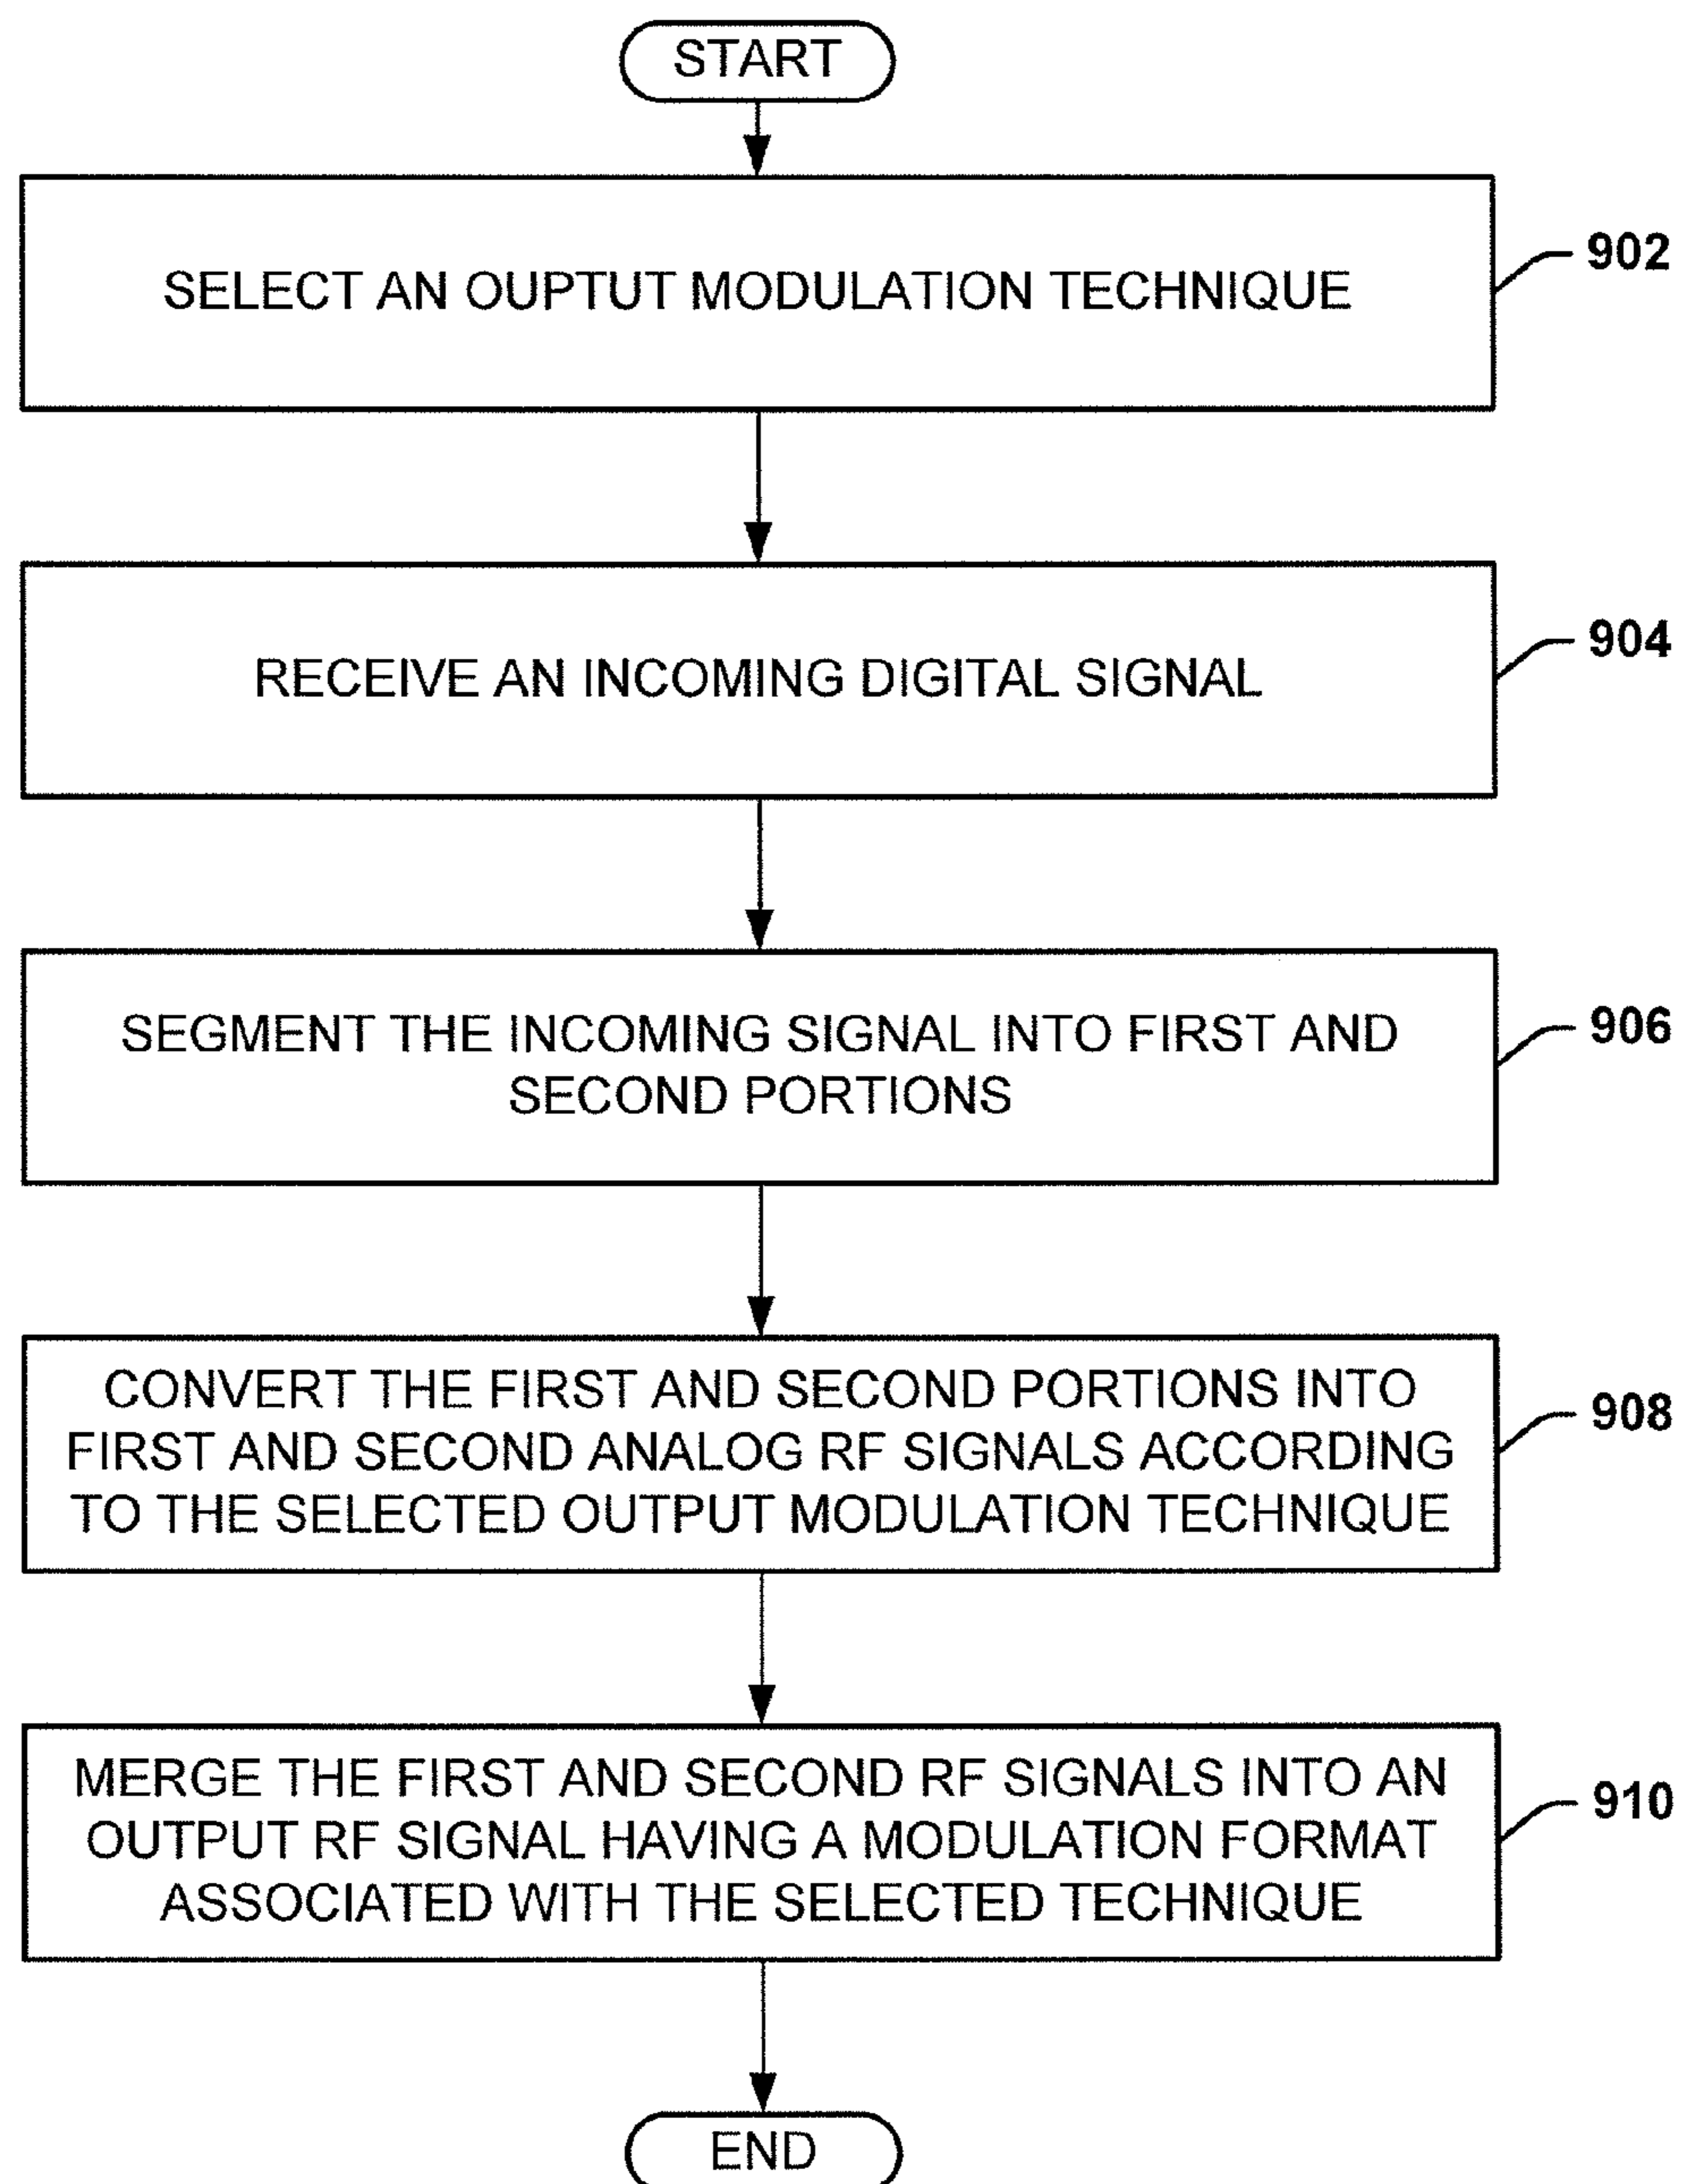 START
SELECT AN OUPTUT MODULATION TECHNIQUE
902
RECEIVE AN INCOMING DIGITAL SIGNAL
904
SEGMENT THE INCOMING SIGNAL INTO FIRST AND
SECOND PORTIONS
906
CONVERT THE FIRST AND SECOND PORTIONS INTO
FIRST AND SECOND ANALOG RF SIGNALS ACCORDING
TO THE SELECTED OUTPUT MODULATION TECHNIQUE
908
MERGE THE FIRST AND SECOND RF SIGNALS INTO AN
OUTPUT RF SIGNAL HAVING A MODULATION FORMAT
ASSOCIATED WITH THE SELECTED TECHNIQUE
910
END